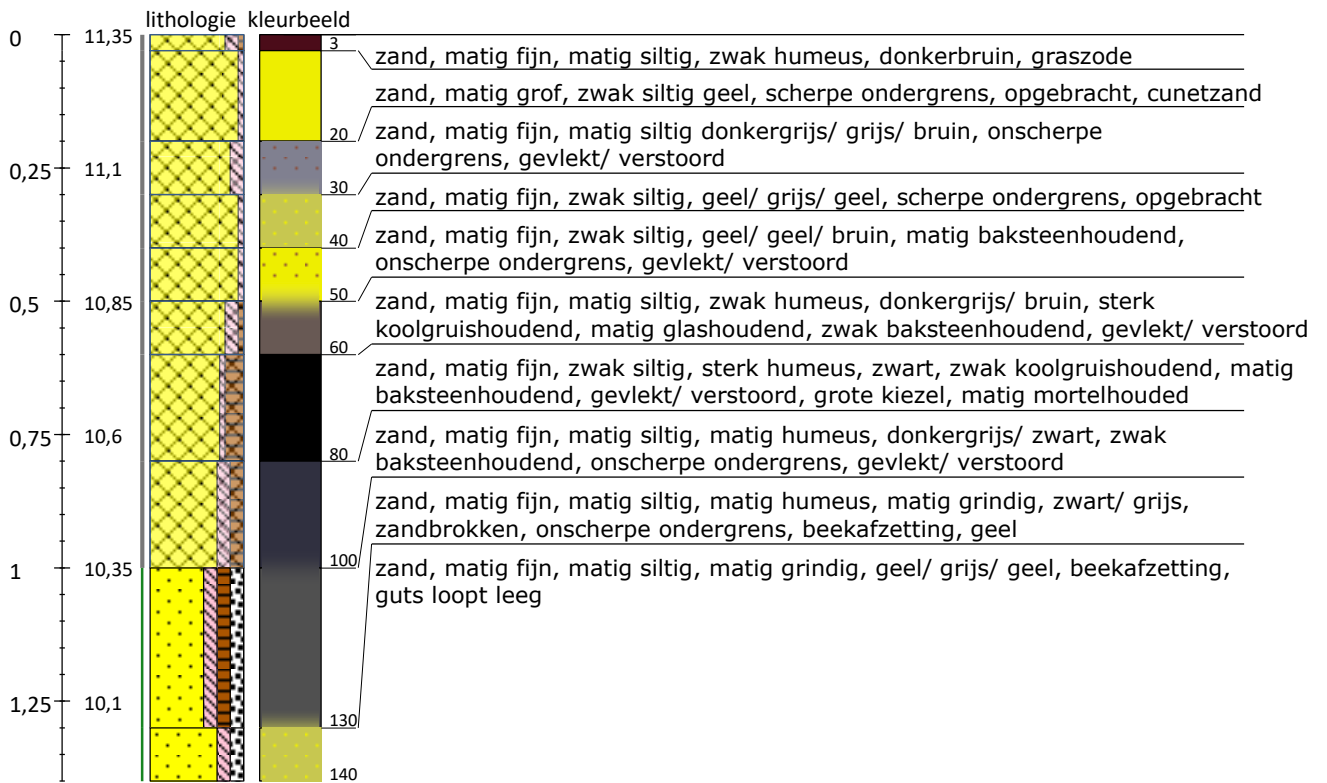 lithologie kleurbeeld
0 11,35
3
zand, matig fijn, matig siltig, zwak humeus, donkerbruin, graszode
zand, matig grof, zwak siltig geel, scherpe ondergrens, opgebracht, cunetzand
20
zand, matig fijn, matig siltig donkergrijs/ grijs/ bruin, onscherpe
ondergrens, gevlekt/ verstoord
0,25 11,1
30
zand, matig fijn, zwak siltig, geel/ grijs/ geel, scherpe ondergrens, opgebracht
40
zand, matig fijn, zwak siltig, geel/ geel/ bruin, matig baksteenhoudend,
onscherpe ondergrens, gevlekt/ verstoord
50
0,5 10,85
zand, matig fijn, matig siltig, zwak humeus, donkergrijs/ bruin, sterk
koolgruishoudend, matig glashoudend, zwak baksteenhoudend, gevlekt/ verstoord
60
zand, matig fijn, zwak siltig, sterk humeus, zwart, zwak koolgruishoudend, matig
baksteenhoudend, gevlekt/ verstoord, grote kiezel, matig mortelhouded
0,75 10,6
80
zand, matig fijn, matig siltig, matig humeus, donkergrijs/ zwart, zwak
baksteenhoudend, onscherpe ondergrens, gevlekt/ verstoord
zand, matig fijn, matig siltig, matig humeus, matig grindig, zwart/ grijs,
zandbrokken, onscherpe ondergrens, beekafzetting, geel
100
1 10,35
zand, matig fijn, matig siltig, matig grindig, geel/ grijs/ geel, beekafzetting,
guts loopt leeg
1,25 10,1
130
140